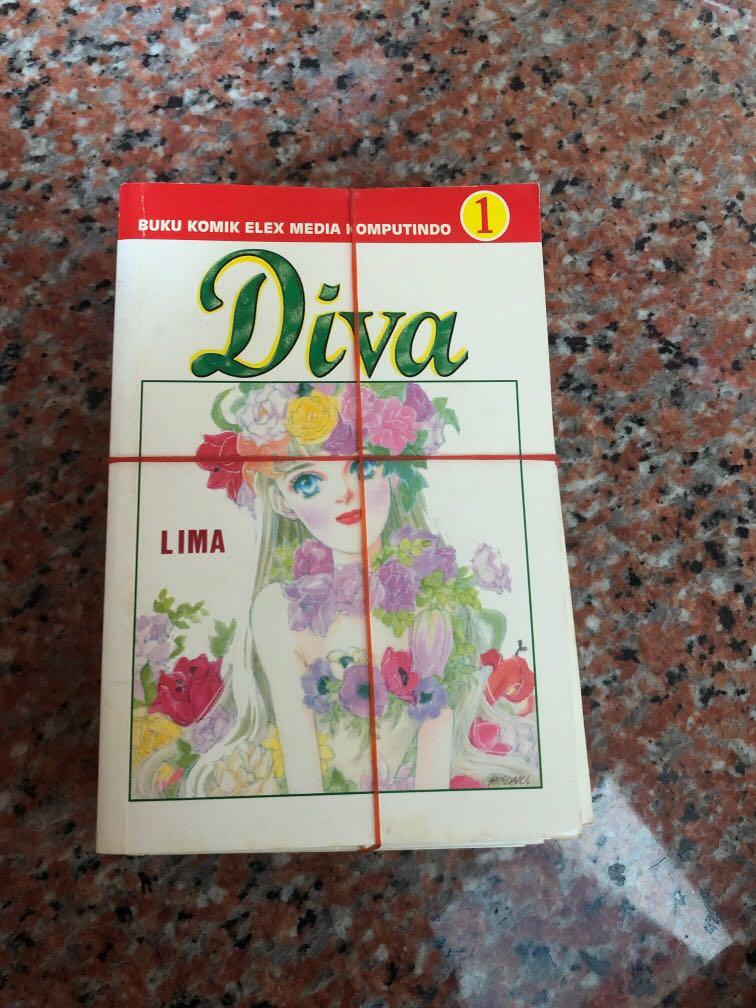 BUKU KOMIK ELEX MEDIA KOMPUTINDO 1
Diva
LIMA